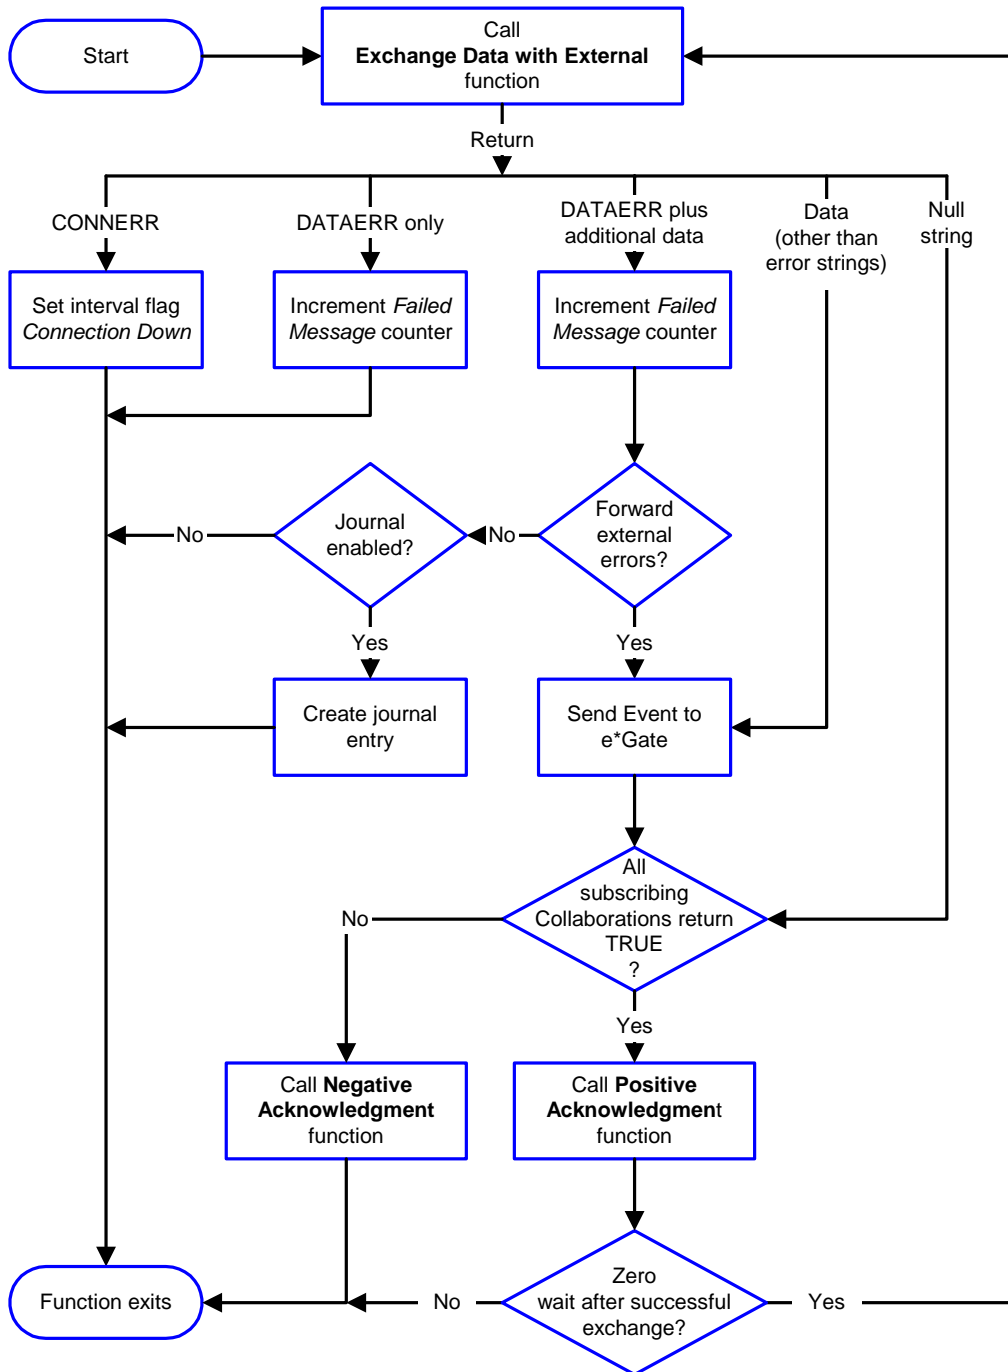 Start
Call
Exchange Data with External
function
Return
CONNERR
DATAERR only
DATAERR plus
additional data
Data
(other than
error strings)
Null
string
Set interval flag
Connection Down
Increment Failed
Message counter
Increment Failed
Message counter
Journal
enabled?
Forward
external
errors?
No
No
Yes
Yes
Create journal
entry
Send Event to
e*Gate
All
subscribing
Collaborations return
TRUE
?
No
Yes
Call Negative
Acknowledgment
function
Call Positive
Acknowledgment
function
Function exits
No
Zero
wait after successful
exchange?
Yes